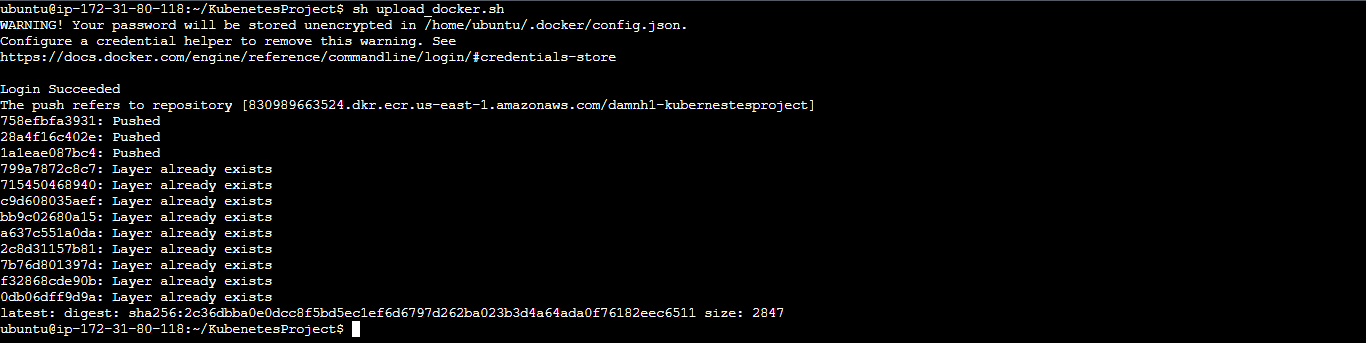 ubuntu@ip-172-31-80-118:~/KubenetesProject$ sh upload_docker.sh
WARNING! Your password will be stored unencrypted in /home/ubuntu/.docker/config.json.
Configure a credential helper to remove this warning. See
https://docs.docker.com/engine/reference/commandline/login/#credentials-store
Login Succeeded
The push refers to repository [830989663524.dkr.ecr.us-east-1.amazonaws.com/damnh1-kubernestesproject]
758efbfa3931: Pushed
28a4f16c402e: Pushed
1a1eae087bc4: Pushed
799a7872c8c7: Layer already exists
715450468940: Layer already exists
c9d608035aef: Layer already exists
bb9c02680a15: Layer already exists
a637c551a0da: Layer already exists
2c8d31157b81: Layer already exists
7b76d801397d: Layer already exists
f32868cde90b: Layer already exists
0db06dff9d9a: Layer already exists
latest: digest: sha256:2c36dbba0e0dcc8f5bd5ec1ef6d6797d262ba023b3d4a64ada0f76182eec6511 size: 2847
ubuntu@ip-172-31-80-118:~/KubenetesProject$